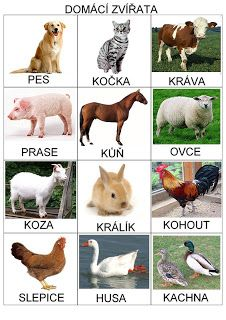 DOMÁCÍ ZVÍŘATA
PES
KOČKA
KRÁVA
PRASE
KŮŇ
OVCE
KOZA
KRÁLÍK
KOHOUT
SLEPICE
HUSA
KACHNA